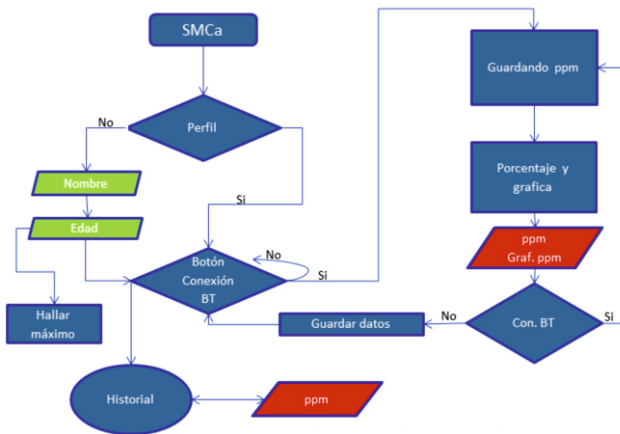 SMCa
Perfil
No
Si
Nombre
Edad
Hallar
máximo
Botón
Conexión
BT
No
Si
Historial
ppm
Guardando ppm
Porcentaje y
grafica
ppm
Graf. ppm
Con. BT
No
Si
Guardar datos